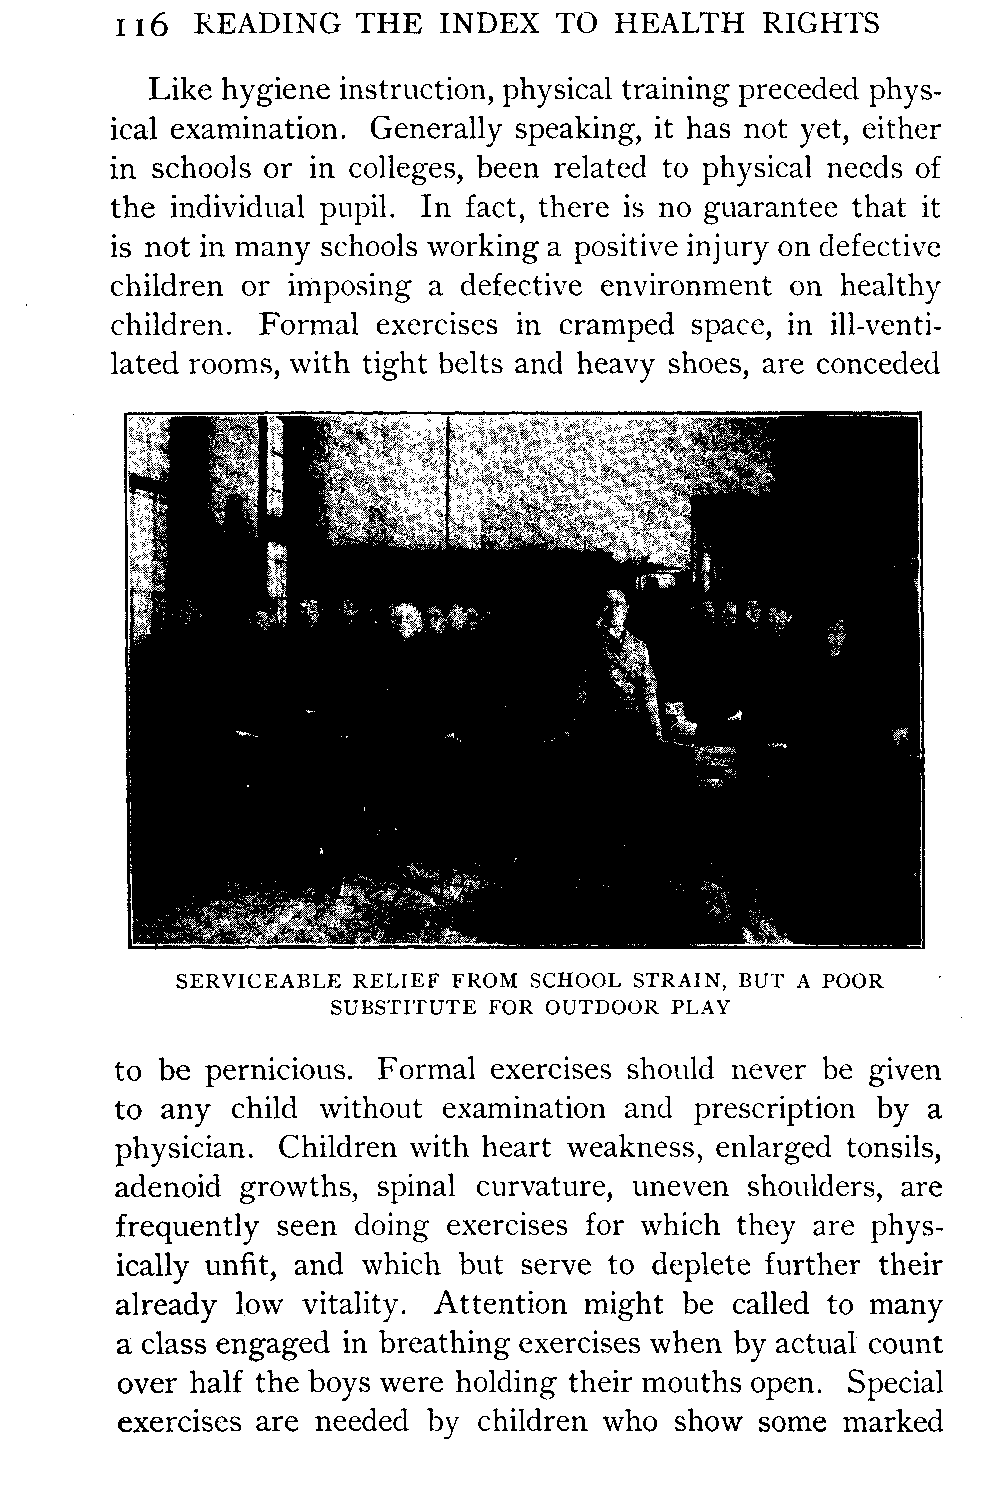 116 READING THE INDEX TO HEALTH RIGHTS
Like hygiene instruction, physical training preceded phys-
ical examination. Generally speaking, it has not yet, either
in schools or in colleges, been related to physical needs of
the individual pupil. In fact, there is no guarantee that it
is not in many schools working a positive injury on defective
children or imposing a defective environment on healthy
children. Formal exercises in cramped space, in ill-venti-
lated rooms, with tight belts and heavy shoes, are conceded
SERVICEABLE RELIEF FROM SCHOOL STRAIN, BUT A POOR
SUBSTITUTE FOR OUTDOOR PLAY
to be pernicious. Formal exercises should never be given
to any child without examination and prescription by a
physician. Children with heart weakness, enlarged tonsils,
adenoid growths, spinal curvature, uneven shoulders, are
frequently seen doing exercises for which they are phys-
ically unfit, and which but serve to deplete further their
already low vitality. Attention might be called to many
a class engaged in breathing exercises when by actual count
over half the boys were holding their mouths open. Special
exercises are needed by children who show some marked